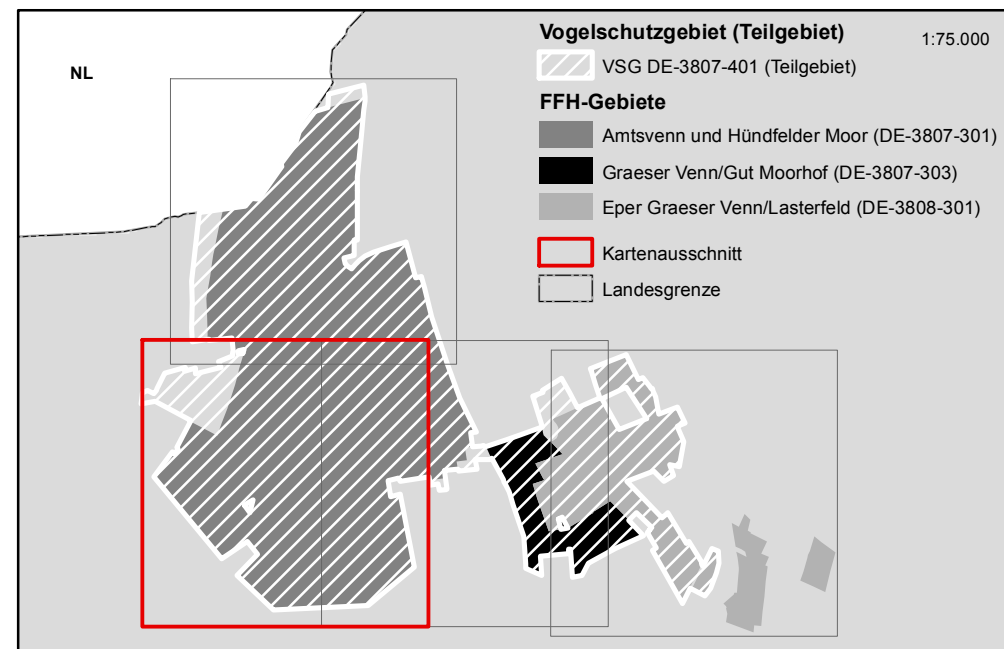 NL
Vogelschutzgebiet (Teilgebiet)
1:75.000
VSG DE-3807-401 (Teilgebiet)
FFH-Gebiete
Amtsvenn und Hündfelder Moor (DE-3807-301)
Graeser Venn/Gut Moorhof (DE-3807-303)
Eper Graeser Venn/Lasterfeld (DE-3808-301)
Kartenausschnitt
Landesgrenze